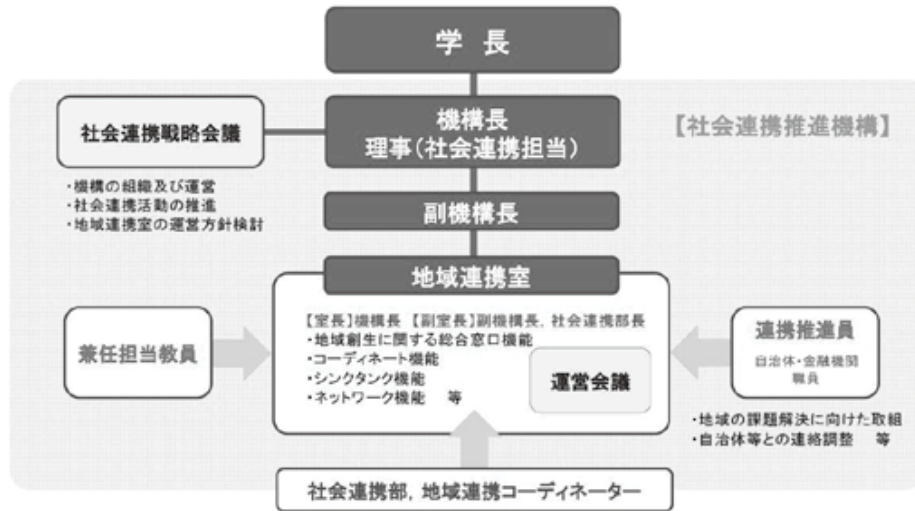 学 長
機構長
理事(社会連携担当)
【社会連携推進機構】
社会連携戦略会議
・機構の組織及び運営
・社会連携活動の推進
・地域連携室の運営方針検討
副機構長
地域連携室
【室長】機構長 【副室長】副機構長, 社会連携部長
・地域創生に関する総合窓口機能
・コーディネート機能
・シンクタンク機能
・ネットワーク機能 等
運営会議
兼任担当教員
連携推進員
自治体・金融機関
職員
・地域の課題解決に向けた取組
・自治体等との連絡調整 等
社会連携部, 地域連携コーディネーター